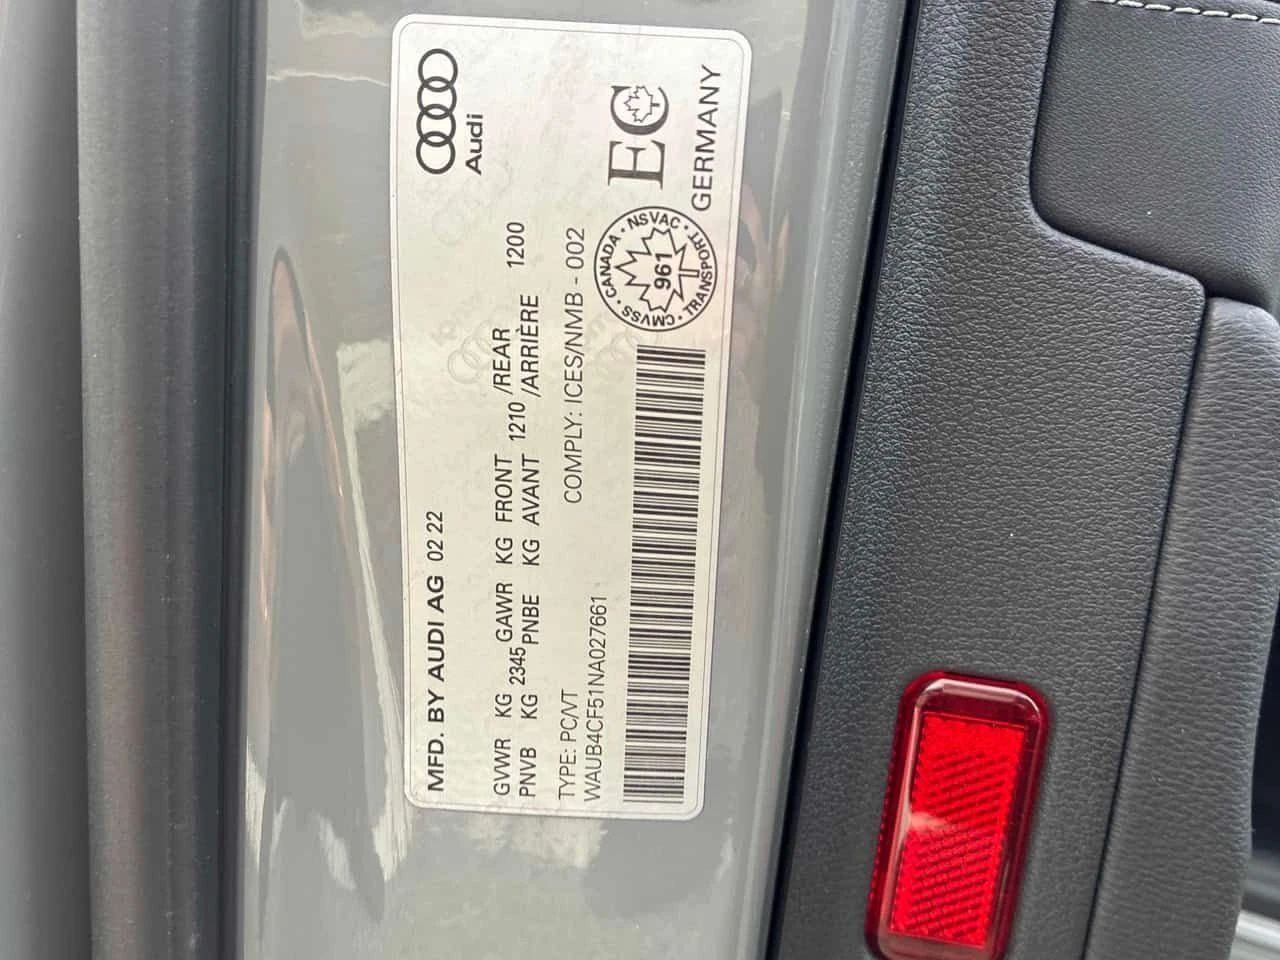 Audi
MFD. BY AUDI AG 02 22
GVWR KG 2345 GAWR KG FRONT 1210 /REAR 1200
PNVB KG PNBE KG AVANT /ARRIÈRE
TYPE: PC/VT COMPLY: ICES/NMB - 002
WAUB4CF51NA027661
CMVSS · CANADA · NSVAC · TRANSPORT
961
EC
GERMANY